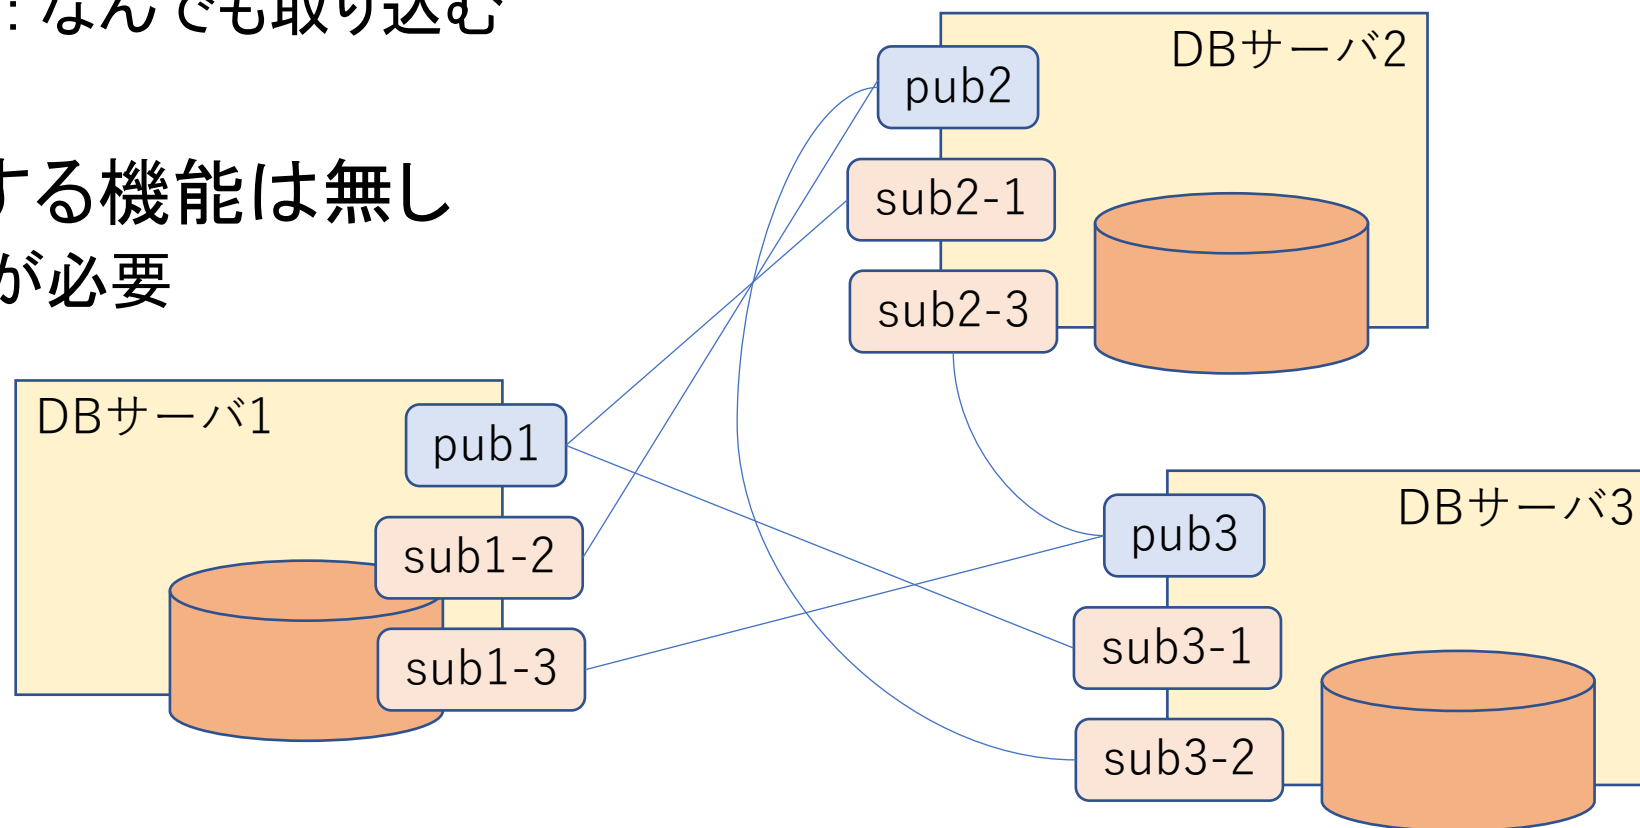 : なんでも取り込む
する機能は無し
が必要
DBサーバ2
pub2
sub2-1
sub2-3
DBサーバ1
pub1
sub1-2
sub1-3
DBサーバ3
pub3
sub3-1
sub3-2